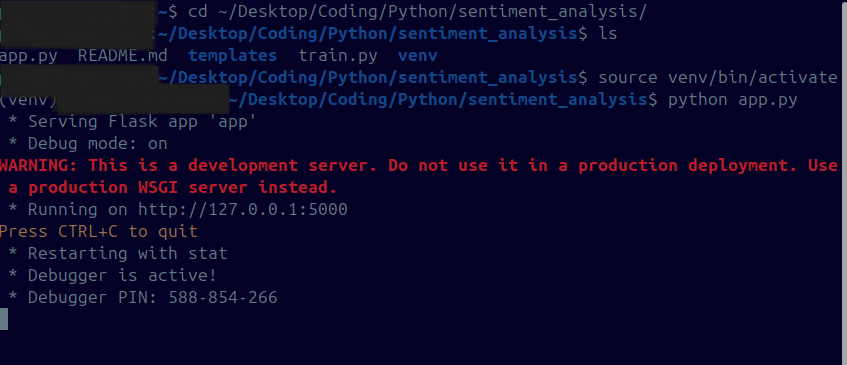 ~$ cd ~/Desktop/Coding/Python/sentiment_analysis/
:~/Desktop/Coding/Python/sentiment_analysis$ ls
app.py  README.md  templates  train.py  venv
~/Desktop/Coding/Python/sentiment_analysis$ source venv/bin/activate
(venv) ~/Desktop/Coding/Python/sentiment_analysis$ python app.py
 * Serving Flask app 'app'
 * Debug mode: on
WARNING: This is a development server. Do not use it in a production deployment. Use
 a production WSGI server instead.
 * Running on http://127.0.0.1:5000
Press CTRL+C to quit
 * Restarting with stat
 * Debugger is active!
 * Debugger PIN: 588-854-266